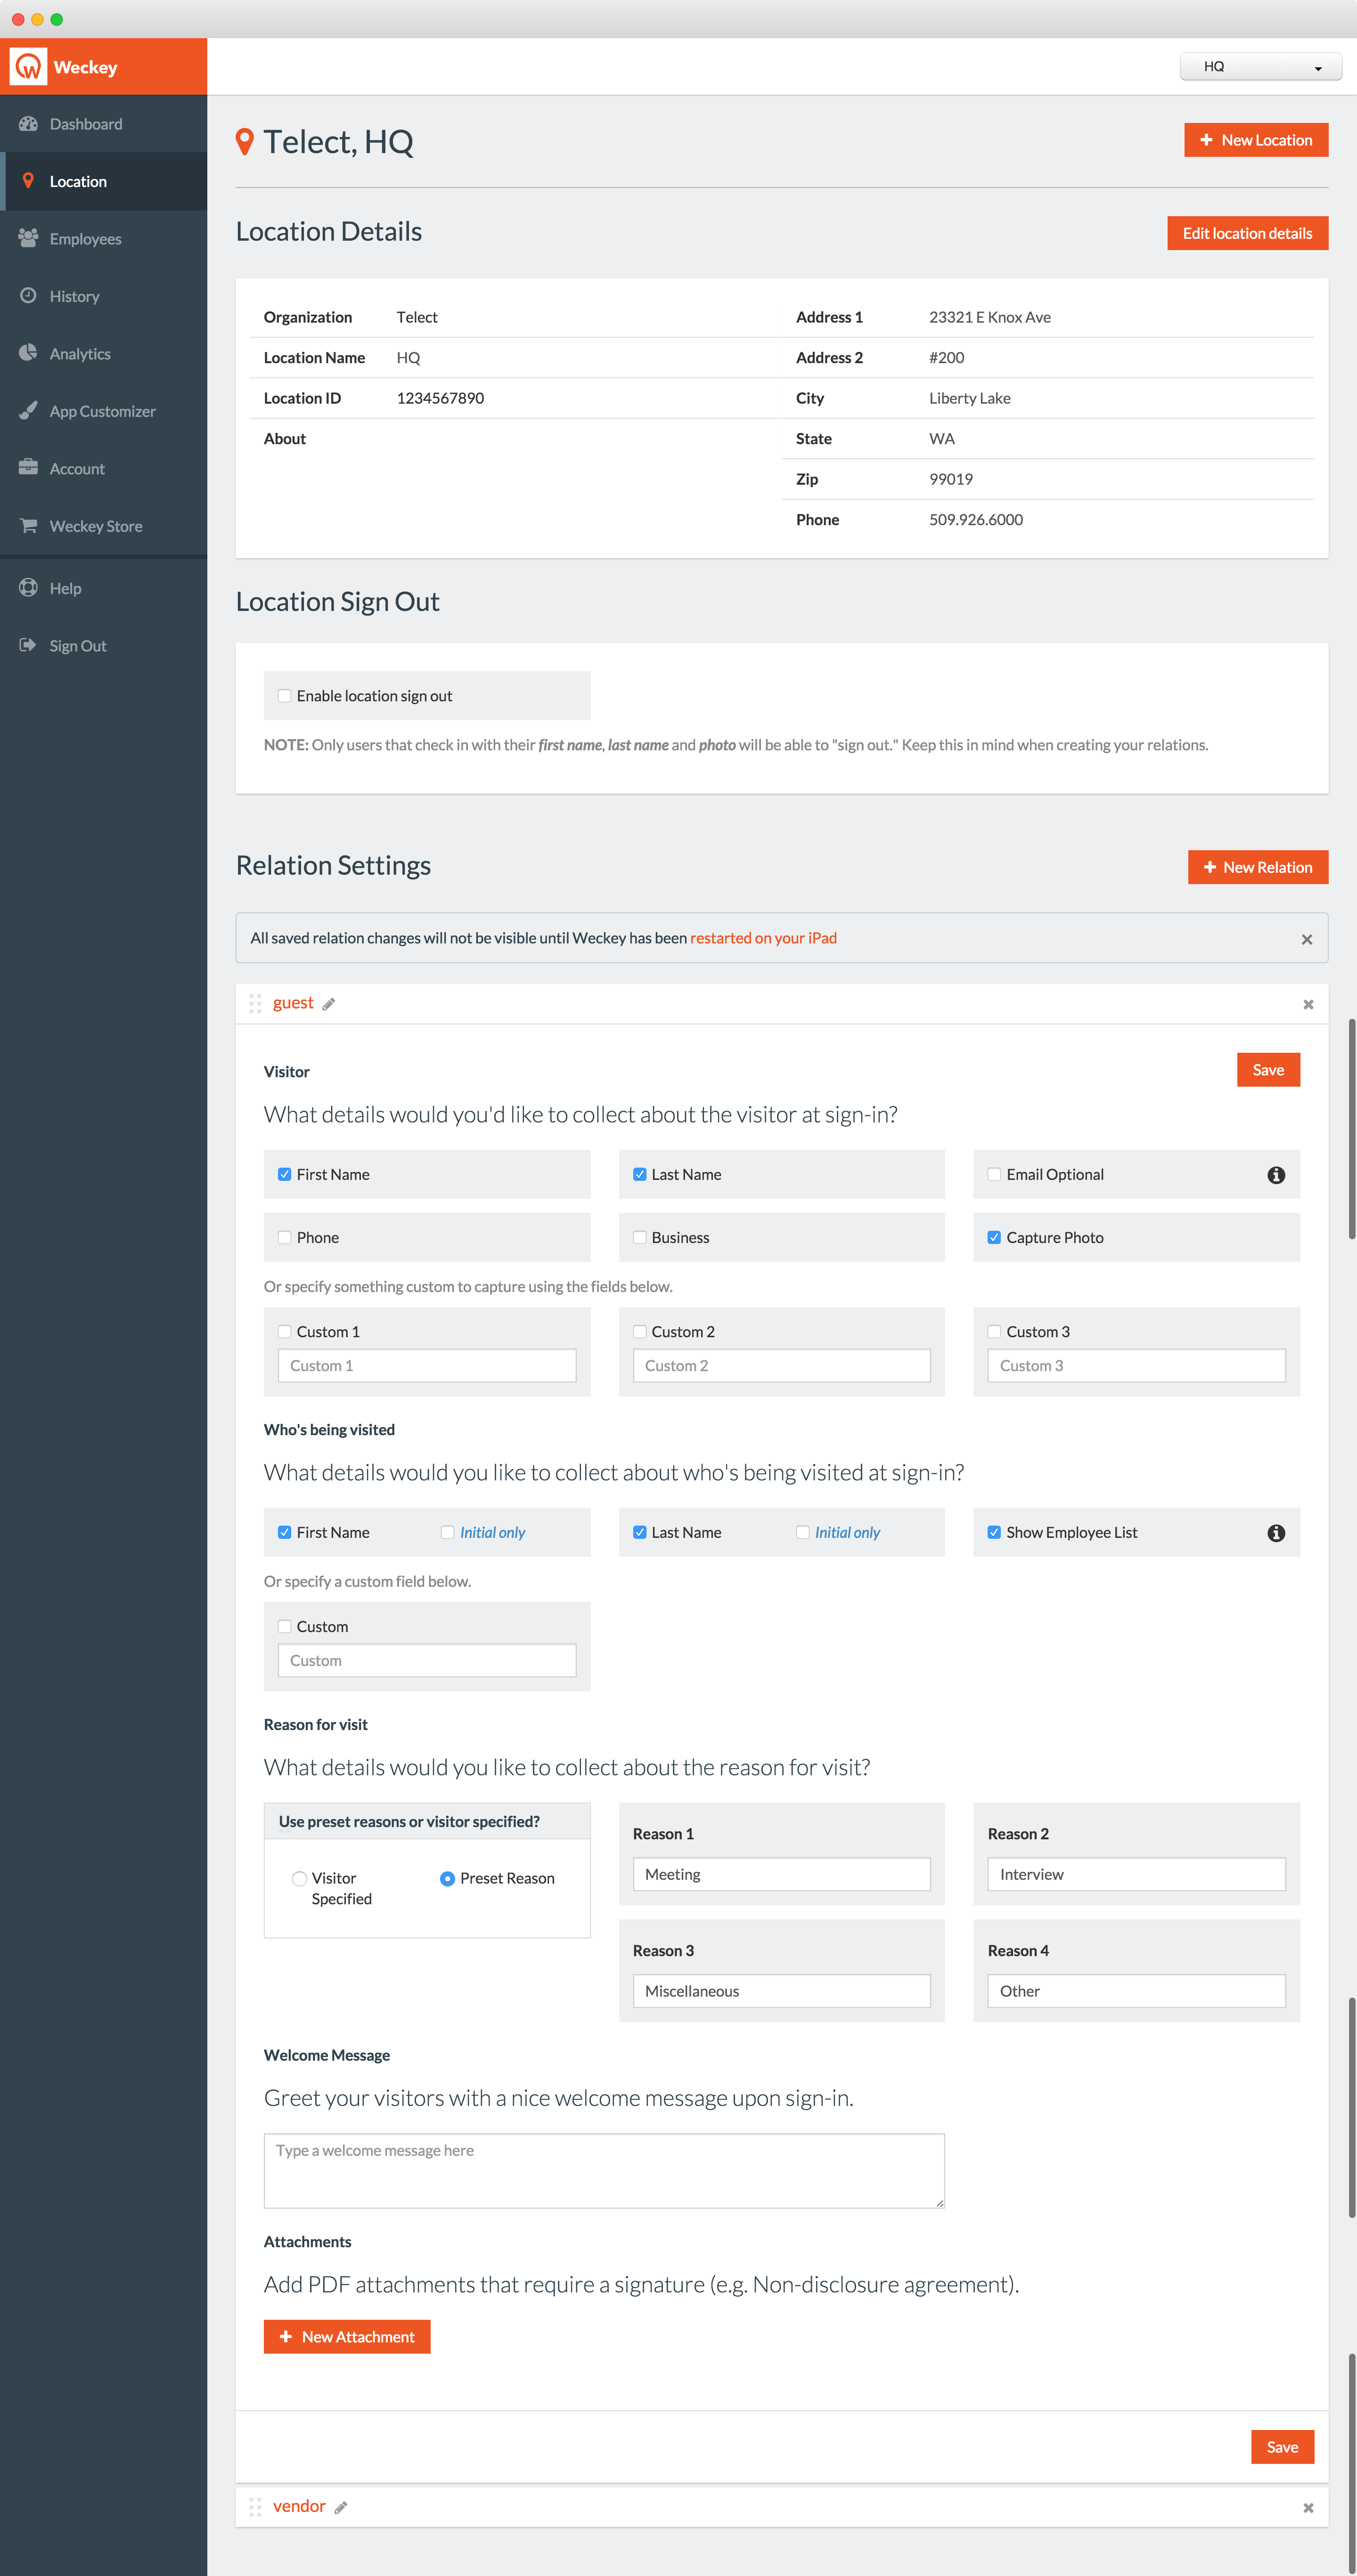 Weckey
HQ
Dashboard
Location
Employees
History
Analytics
App Customizer
Account
Weckey Store
Help
Sign Out
Telect, HQ
New Location
Location Details
Edit location details
Organization Telect
Location Name HQ
Location ID 1234567890
About
Address 1 23321 E Knox Ave
Address 2 #200
City Liberty Lake
State WA
Zip 99019
Phone 509.926.6000
Location Sign Out
Enable location sign out
NOTE: Only users that check in with their first name, last name and photo will be able to "sign out." Keep this in mind when creating your relations.
Relation Settings
New Relation
All saved relation changes will not be visible until Weckey has been restarted on your iPad
guest
Visitor
Save
What details would you'd like to collect about the visitor at sign-in?
First Name
Last Name
Email Optional
Phone
Business
Capture Photo
Or specify something custom to capture using the fields below.
Custom 1
Custom 2
Custom 3
Custom 1
Custom 2
Custom 3
Who's being visited
What details would you like to collect about who's being visited at sign-in?
First Name Initial only
Last Name Initial only
Show Employee List
Or specify a custom field below.
Custom
Custom
Reason for visit
What details would you like to collect about the reason for visit?
Use preset reasons or visitor specified?
Visitor
Specified
Preset Reason
Reason 1
Meeting
Reason 2
Interview
Reason 3
Miscellaneous
Reason 4
Other
Welcome Message
Greet your visitors with a nice welcome message upon sign-in.
Type a welcome message here
Attachments
Add PDF attachments that require a signature (e.g. Non-disclosure agreement).
New Attachment
Save
vendor